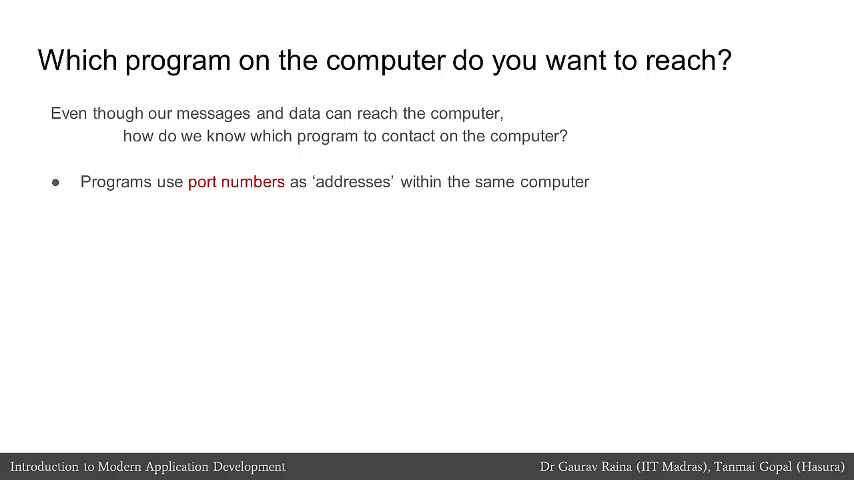 Which program on the computer do you want to reach?
Even though our messages and data can reach the computer,
how do we know which program to contact on the computer?
● Programs use port numbers as ‘addresses’ within the same computer
Introduction to Modern Application Development
Dr Gaurav Raina (IIT Madras), Tanmai Gopal (Hasura)